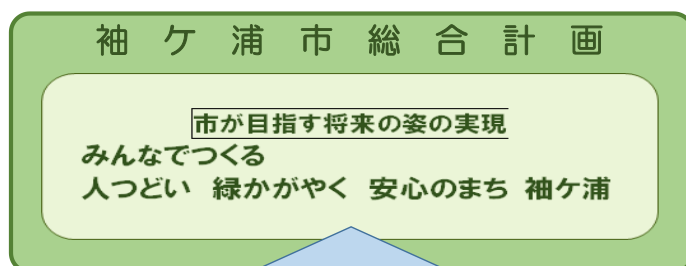 袖ケ浦市総合計画
市が目指す将来の姿の実現
みんなでつくる
人つどい 緑かがやく 安心のまち 袖ケ浦